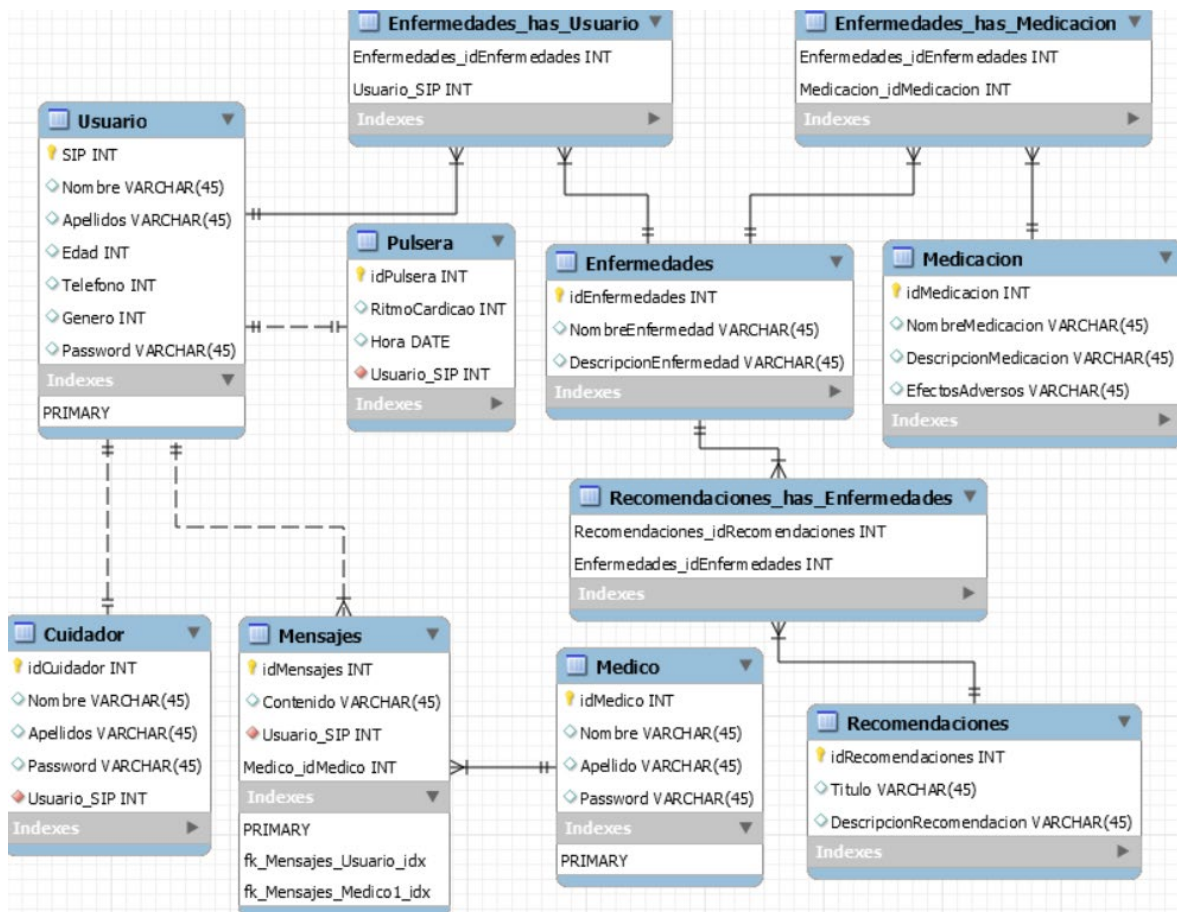 Enfermedades_has_Usuario
Enfermedades_idEnfermedades INT
Usuario_SIP INT
Indexes
Enfermedades_has_Medicacion
Enfermedades_idEnfermedades INT
Medicacion_idMedicacion INT
Indexes
Usuario
SIP INT
Nombre VARCHAR(45)
Apellidos VARCHAR(45)
Edad INT
Telefono INT
Genero INT
Password VARCHAR(45)
Indexes
PRIMARY
Pulsera
idPulsera INT
RitmoCardicao INT
Hora DATE
Usuario_SIP INT
Indexes
Enfermedades
idEnfermedades INT
NombreEnfermedad VARCHAR(45)
DescripcionEnfermedad VARCHAR(45)
Indexes
Medicacion
idMedicacion INT
NombreMedicacion VARCHAR(45)
DescripcionMedicacion VARCHAR(45)
EfectosAdversos VARCHAR(45)
Indexes
Recomendaciones_has_Enfermedades
Recomendaciones_idRecomendaciones INT
Enfermedades_idEnfermedades INT
Indexes
Cuidador
idCuidador INT
Nombre VARCHAR(45)
Apellidos VARCHAR(45)
Password VARCHAR(45)
Usuario_SIP INT
Indexes
Mensajes
idMensajes INT
Contenido VARCHAR(45)
Usuario_SIP INT
Medico_idMedico INT
Indexes
PRIMARY
fk_Mensajes_Usuario_idx
fk_Mensajes_Medico1_idx
Medico
idMedico INT
Nombre VARCHAR(45)
Apellido VARCHAR(45)
Password VARCHAR(45)
Indexes
PRIMARY
Recomendaciones
idRecomendaciones INT
Titulo VARCHAR(45)
DescripcionRecomendacion VARCHAR(45)
Indexes